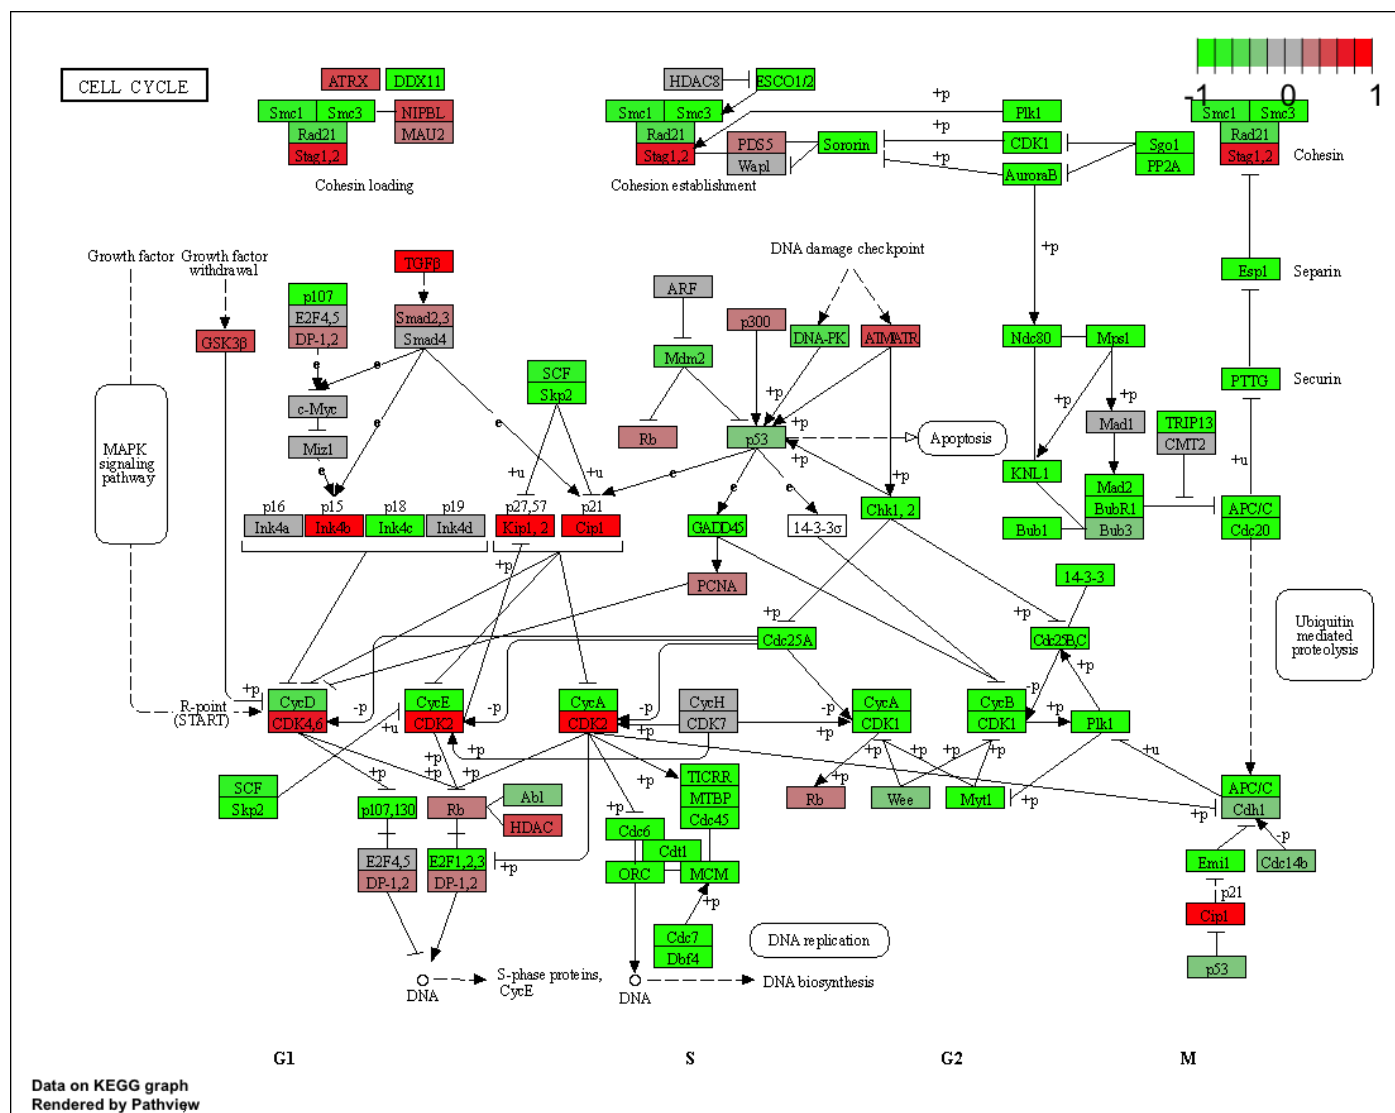 CELL CYCLE
ATRX
DDX11
Smc1
Smc3
NIPBL
Rad21
MAU2
Stag1,2
Cohesin loading
HDAC8
ESCO1/2
Smc1
Smc3
Rad21
Stag1,2
PDS5
Wapl
Sororin
Cohesion establishment
+p
+p
+p
Plk1
CDK1
AuroraB
Sgo1
PP2A
-1
0
1
Smc1
Smc3
Rad21
Stag1,2
Cohesin
Growth factor
Growth factor
withdrawal
TGFβ
DNA damage checkpoint
+p
Esp1
Separin
p107
E2F4,5
DP-1,2
Smad2,3
Smad4
GSK3β
ARF
p300
DNA-PK
ATM/ATR
Mdm2
Ndc80
Mps1
PTTG
Securin
e
e
SCF
Skp2
c-Myc
Miz1
e
e
e
Rb
p53
+p
+p
+p
Apoptosis
+p
+p
+p
Mad1
TRIP13
CMT2
KNL1
MAPK
signaling
pathway
+u
+u
e
e
+p
+u
p16
Ink4a
p15
Ink4b
p18
Ink4c
p19
Ink4d
p27,57
Kip1, 2
p21
Cip1
GADD45
14-3-3σ
Chk1, 2
Mad2
BubR1
Bub3
Bub1
APC/C
Cdc20
+p
PCNA
14-3-3
+p
Cdc25A
+p
Cdc25B,C
Ubiquitin
mediated
proteolysis
R-point
(START)
+p
CycD
CDK4,6
-p
+u
CycE
CDK2
-p
CycA
CDK2
-p
+p
CycH
CDK7
+p
CycA
CDK1
CycB
CDK1
-p
+p
+p
Plk1
+u
SCF
Skp2
+p
+p
+p
+p
+p
+p
+p
+p
+p
+p
+p
p107,130
Rb
Abl
HDAC
TICRR
MTBP
Cdc45
Rb
Wee
Myt1
APC/C
Cdh1
-p
E2F4,5
DP-1,2
E2F1,2,3
DP-1,2
+p
Cdc6
Cdt1
ORC
MCM
+p
Emi1
Cdc14b
p21
Cip1
p53
Cdc7
Dbf4
DNA replication
DNA
S-phase proteins,
CycE
DNA
DNA biosynthesis
G1
S
G2
M
Data on KEGG graph
Rendered by Pathview